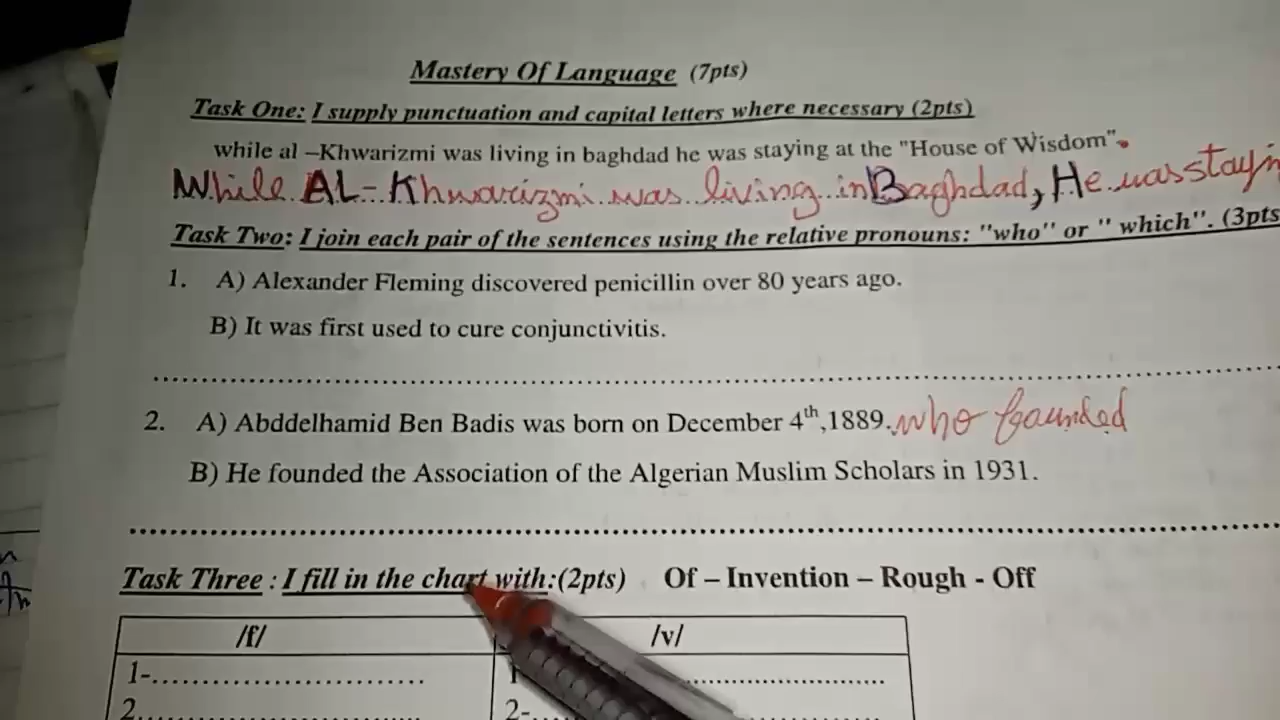 Mastery Of Language (7pts)
Task One: I supply punctuation and capital letters where necessary (2pts)
while al –Khwarizmi was living in baghdad he was staying at the "House of Wisdom".
While AL-Khwarizmi was living in Baghdad, He was stayin
Task Two: I join each pair of the sentences using the relative pronouns: "who" or " which". (3pts
1. A) Alexander Fleming discovered penicillin over 80 years ago.
B) It was first used to cure conjunctivitis.
2. A) Abddelhamid Ben Badis was born on December 4th,1889. who founded
B) He founded the Association of the Algerian Muslim Scholars in 1931.
Task Three : I fill in the chart with:(2pts) Of – Invention – Rough - Off
/f/ /v/
1-
2 2-